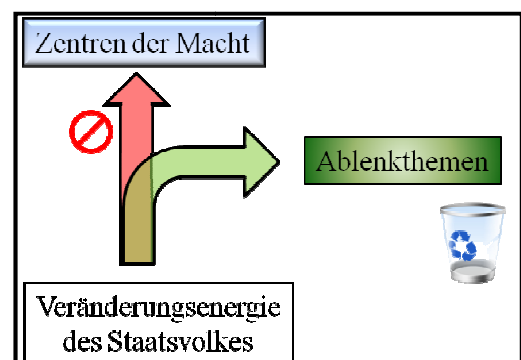 Zentren der Macht
Ablenkthemen
Veränderungsenergie
des Staatsvolkes